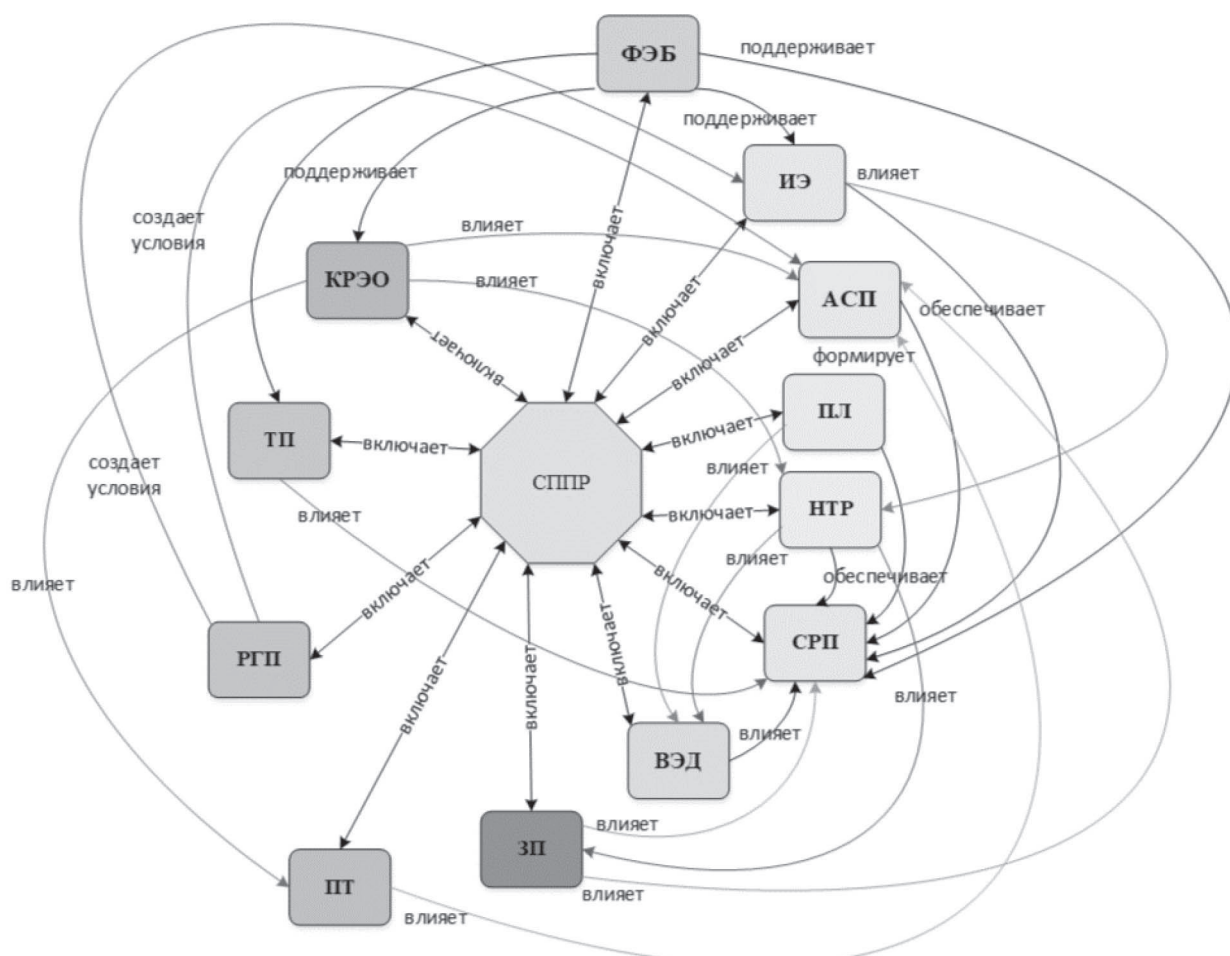 ФЭБ
поддерживает
поддерживает
ИЭ
влияет
поддерживает
создает
условия
влияет
включает
КРЭО
влияет
АСП
обеспечивает
включает
формирует
включает
включает
ПЛ
ТП
включает
включает
СППР
влияет
создает
условия
НТР
влияет
включает
влияет
обеспечивает
влияет
включает
включает
СРП
РГП
включает
включает
включает
влияет
влияет
ВЭД
влияет
ЗП
влияет
ПТ
влияет